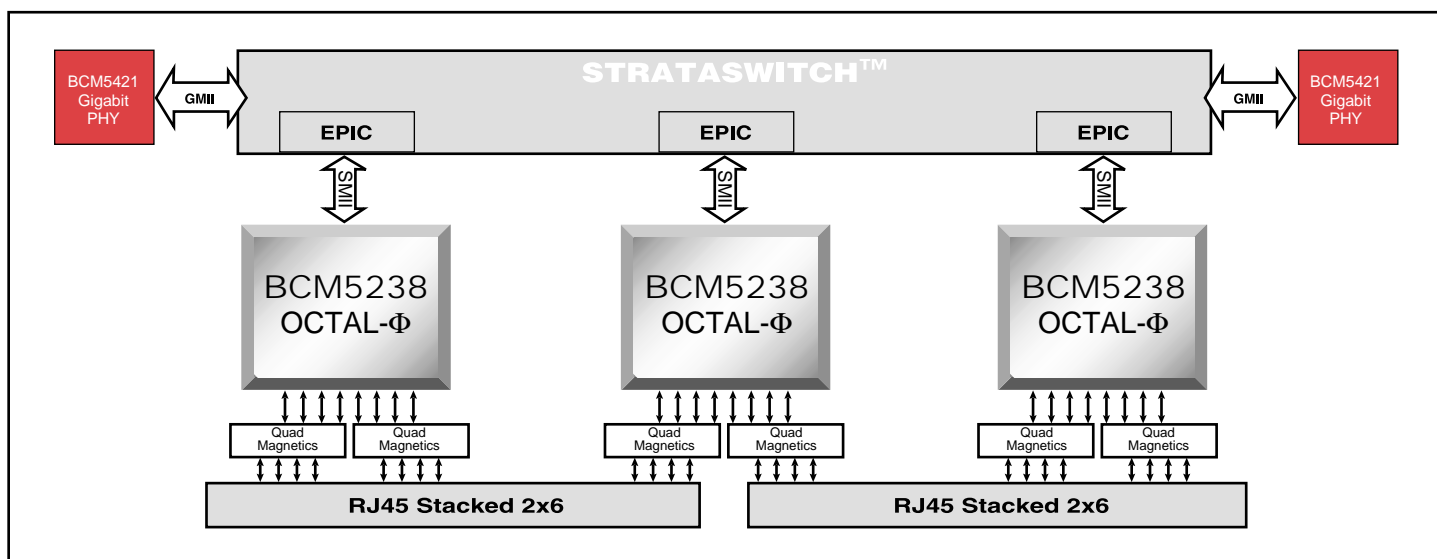 STRATASWITCH™
BCM5421
Gigabit
PHY
GMII
GMII
BCM5421
Gigabit
PHY
EPIC
EPIC
EPIC
SMII
SMII
SMII
BCM5238
OCTAL-Φ
BCM5238
OCTAL-Φ
BCM5238
OCTAL-Φ
Quad
Magnetics
Quad
Magnetics
Quad
Magnetics
Quad
Magnetics
Quad
Magnetics
Quad
Magnetics
RJ45 Stacked 2x6
RJ45 Stacked 2x6